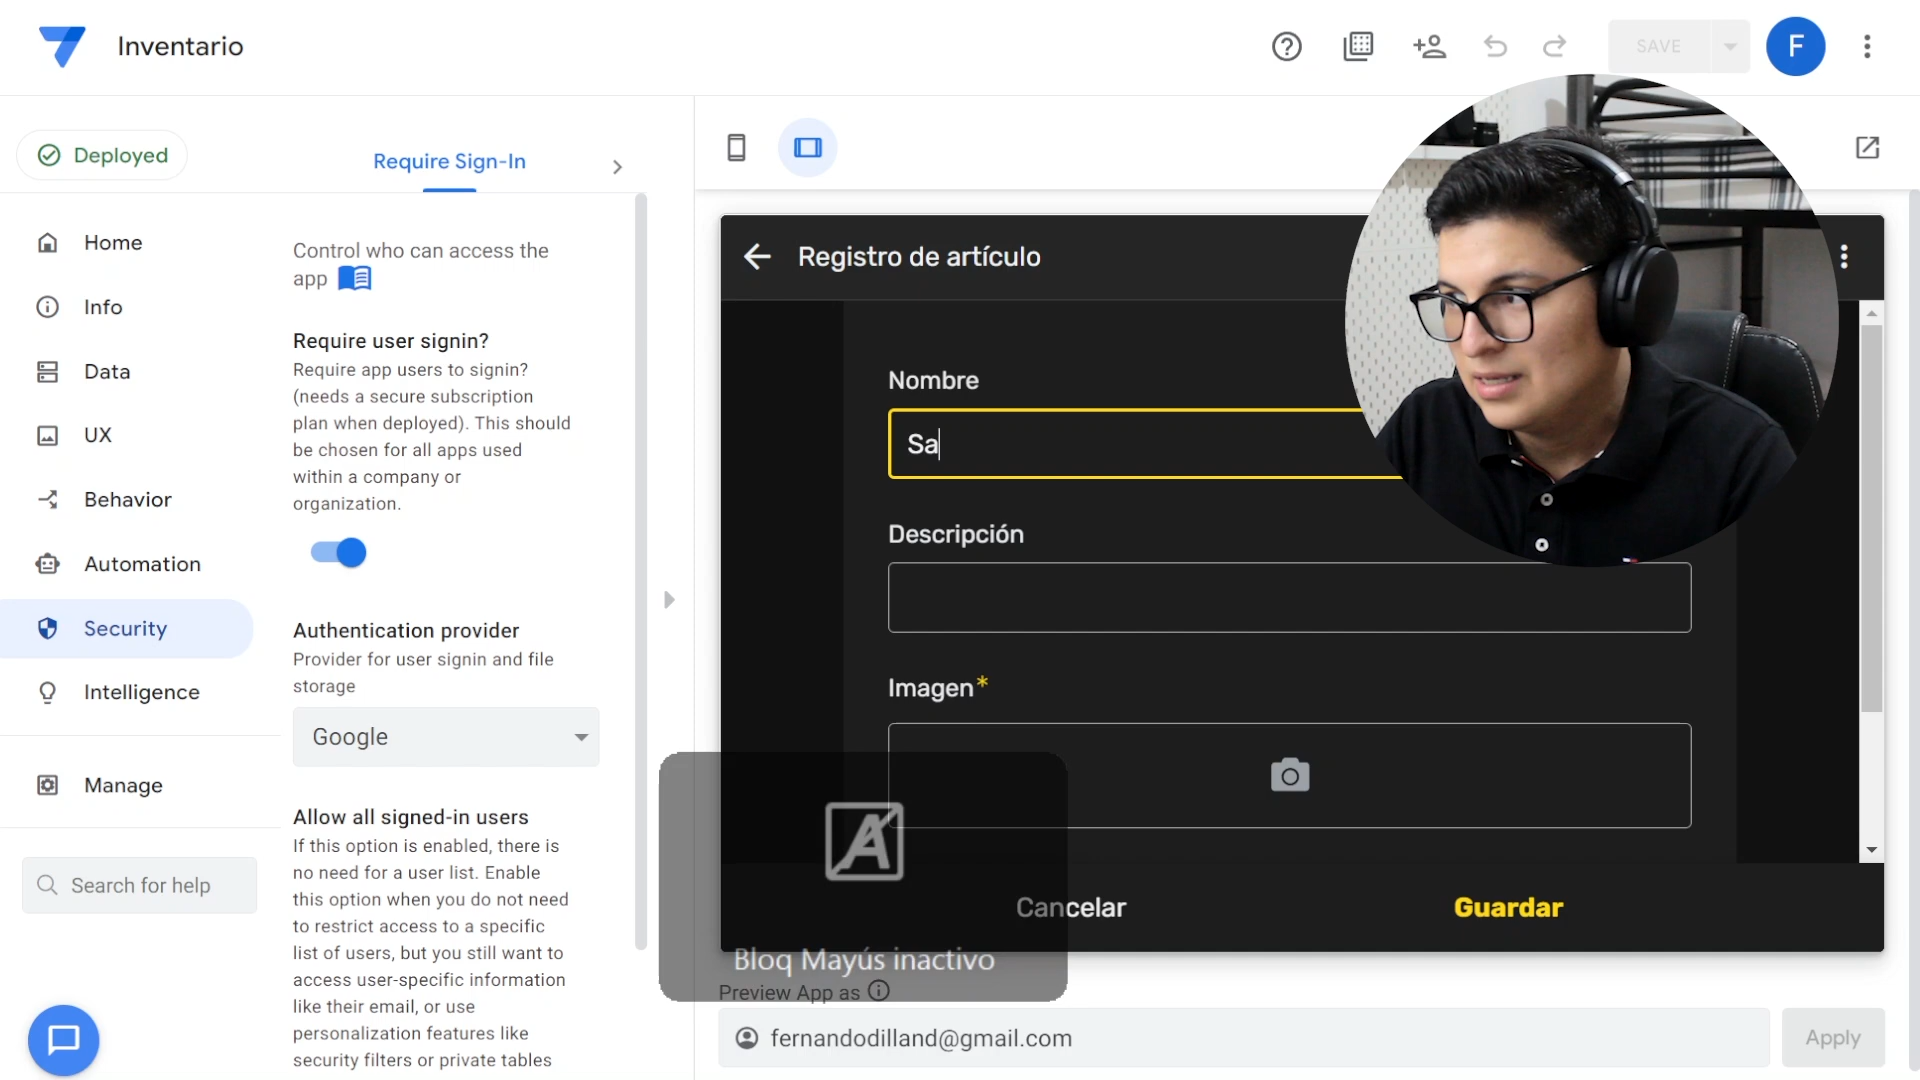 Inventario
SAVE
F
Deployed
Require Sign-In
Home
Info
Data
UX
Behavior
Automation
Security
Intelligence
Manage
Search for help
Control who can access the
app
Require user signin?
Require app users to signin?
(needs a secure subscription
plan when deployed). This should
be chosen for all apps used
within a company or
organization.
Authentication provider
Provider for user signin and file
storage
Google
Allow all signed-in users
If this option is enabled, there is
no need for a user list. Enable
this option when you do not need
to restrict access to a specific
list of users, but you still want to
access user-specific information
like their email, or use
personalization features like
security filters or private tables
Registro de artículo
Nombre
Sa
Descripción
Imagen*
Cancelar
Guardar
A
Bloq Mayús inactivo
Preview App as
fernandodilland@gmail.com
Apply